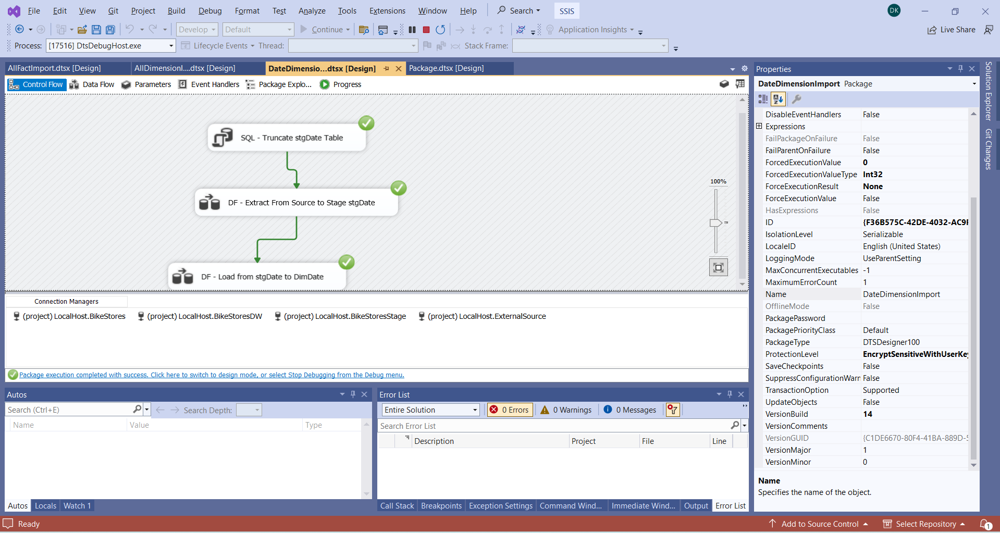 File Edit View Git Project Build Debug Format Test Analyze Tools Extensions Window Help Search SSIS DK
Develop Default Continue Application Insights Live Share
Process: [17516] DtsDebugHost.exe Lifecycle Events Thread: Stack Frame:
AllFactImport.dtsx [Design] AllDimensionI....dtsx [Design] DateDimensio...dtsx [Design] Package.dtsx [Design]
Control Flow Data Flow Parameters Event Handlers Package Explo... Progress
SQL - Truncate stgDate Table
DF - Extract From Source to Stage stgDate
DF - Load from stgDate to DimDate
100%
Connection Managers
(project) LocalHost.BikeStores (project) LocalHost.BikeStoresDW (project) LocalHost.BikeStoresStage (project) LocalHost.ExternalSource
Package execution completed with success. Click here to switch to design mode, or select Stop Debugging from the Debug menu.
Autos
Search (Ctrl+E) Search Depth:
Name Value Type
Autos Locals Watch 1
Error List
Entire Solution 0 Errors 0 Warnings 0 Messages
Search Error List
Description Project File Line
Call Stack Breakpoints Exception Settings Command Wind... Immediate Wind... Output Error List
Properties
DateDimensionImport Package
DisableEventHandlers False
Expressions
FailPackageOnFailure False
FailParentOnFailure False
ForcedExecutionValue 0
ForcedExecutionValueType Int32
ForceExecutionResult None
ForceExecutionValue False
HasExpressions False
ID {F36B575C-42DE-4032-AC9F
IsolationLevel Serializable
LocaleID English (United States)
LoggingMode UseParentSetting
MaxConcurrentExecutables -1
MaximumErrorCount 1
Name DateDimensionImport
OfflineMode False
PackagePassword
PackagePriorityClass Default
PackageType DTSDesigner100
ProtectionLevel EncryptSensitiveWithUserKey
SaveCheckpoints False
SuppressConfigurationWarn False
TransactionOption Supported
UpdateObjects False
VersionBuild 14
VersionComments
VersionGUID {C1DE6670-80F4-41BA-889D-5
VersionMajor 1
VersionMinor 0
Name
Specifies the name of the object.
Solution Explorer
Git Changes
Ready Add to Source Control Select Repository 1